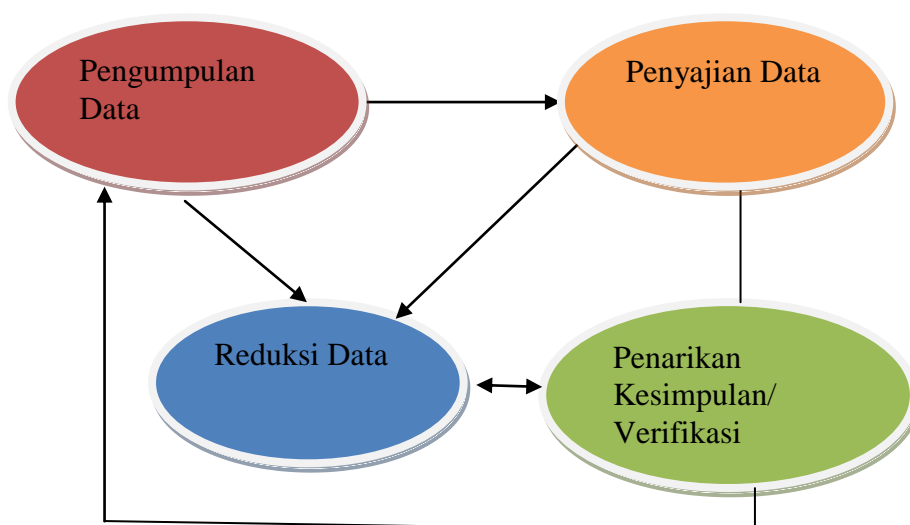 Pengumpulan
Data
Penyajian Data
Reduksi Data
Penarikan
Kesimpulan/
Verifikasi